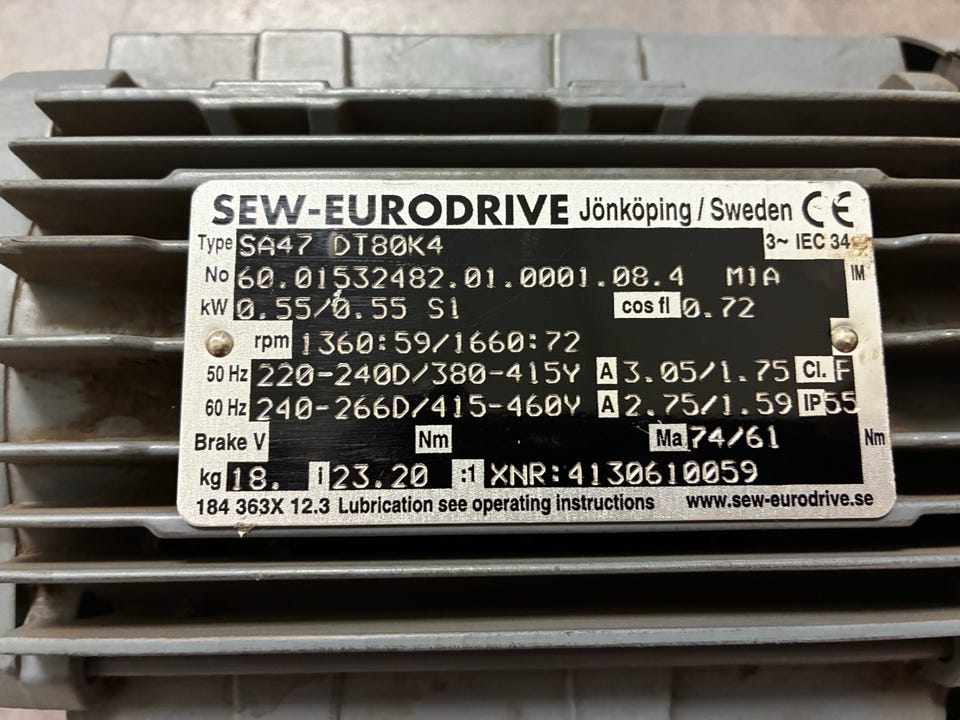 SEW-EURODRIVE Jönköping / Sweden CE
Type SA47 DT80K4 3~ IEC 34
No 60.01532482.01.0001.08.4 M1A IM
kW 0.55/0.55 S1 cos fl 0.72
rpm 1360:59/1660:72
50 Hz 220-240D/380-415Y A 3.05/1.75 Cl. F
60 Hz 240-266D/415-460Y A 2.75/1.59 IP 55
Brake V Nm Ma 74/61 Nm
kg 18. i 23.20 :1 XNR:4130610059
184 363X 12.3 Lubrication see operating instructions www.sew-eurodrive.se